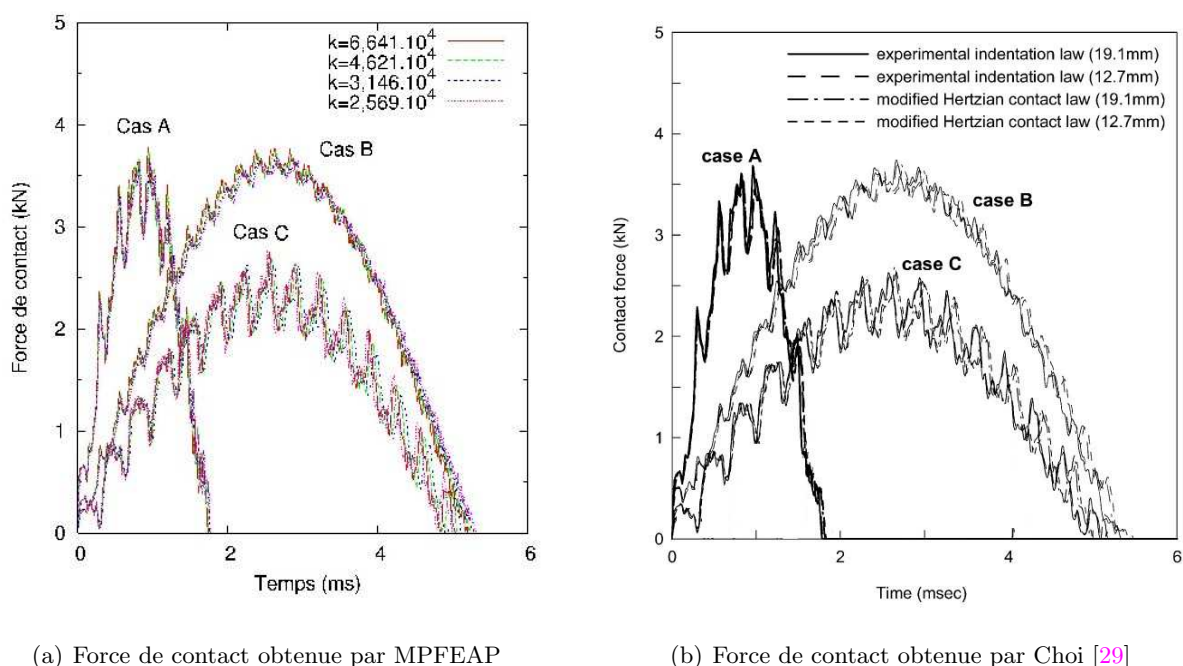 5
4
3
2
1
0
0
2
4
6
Force de contact (kN)
Temps (ms)
k=6,641.10^4
k=4,621.10^4
k=3,146.10^4
k=2,569.10^4
Cas A
Cas B
Cas C
(a) Force de contact obtenue par MPFEAP
5
4
3
2
1
0
0
2
4
6
Contact force (kN)
Time (msec)
experimental indentation law (19.1mm)
experimental indentation law (12.7mm)
modified Hertzian contact law (19.1mm)
modified Hertzian contact law (12.7mm)
case A
case B
case C
(b) Force de contact obtenue par Choi [29]